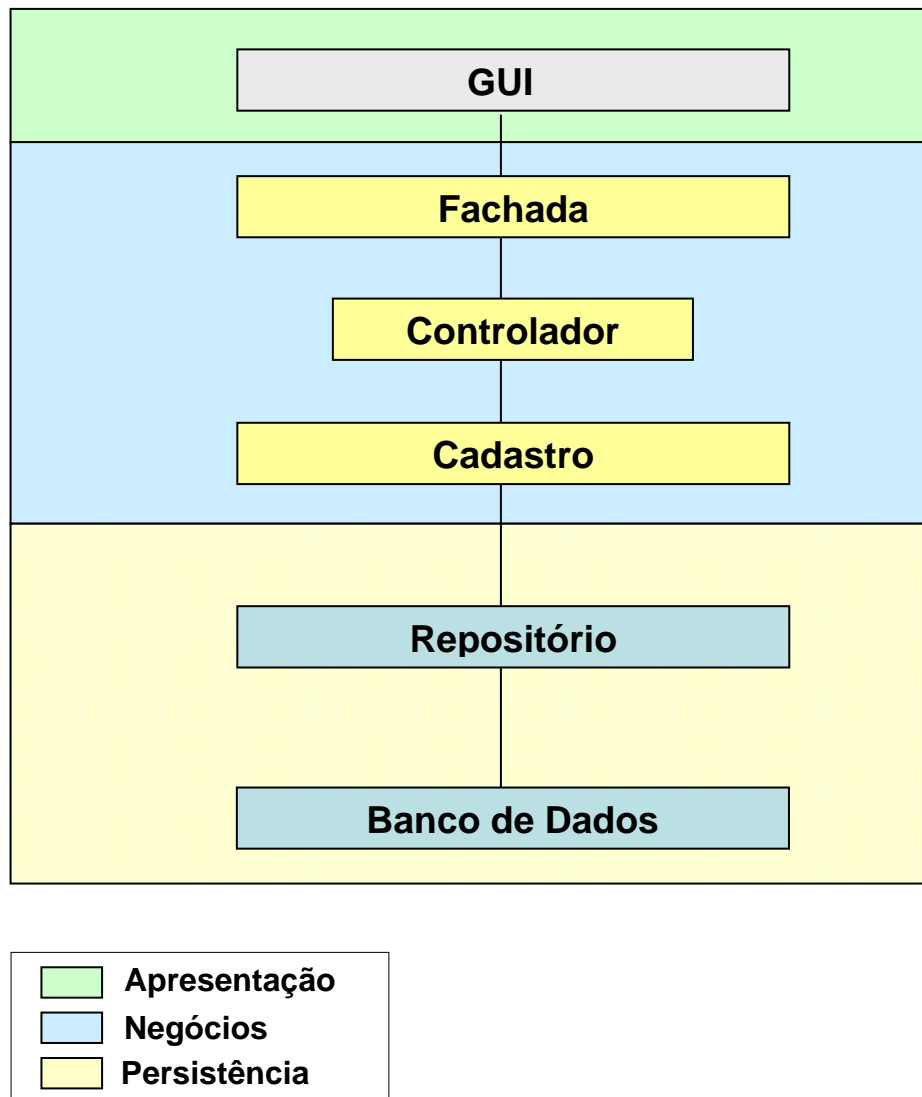 GUI
Fachada
Controlador
Cadastro
Repositório
Banco de Dados
Apresentação
Negócios
Persistência